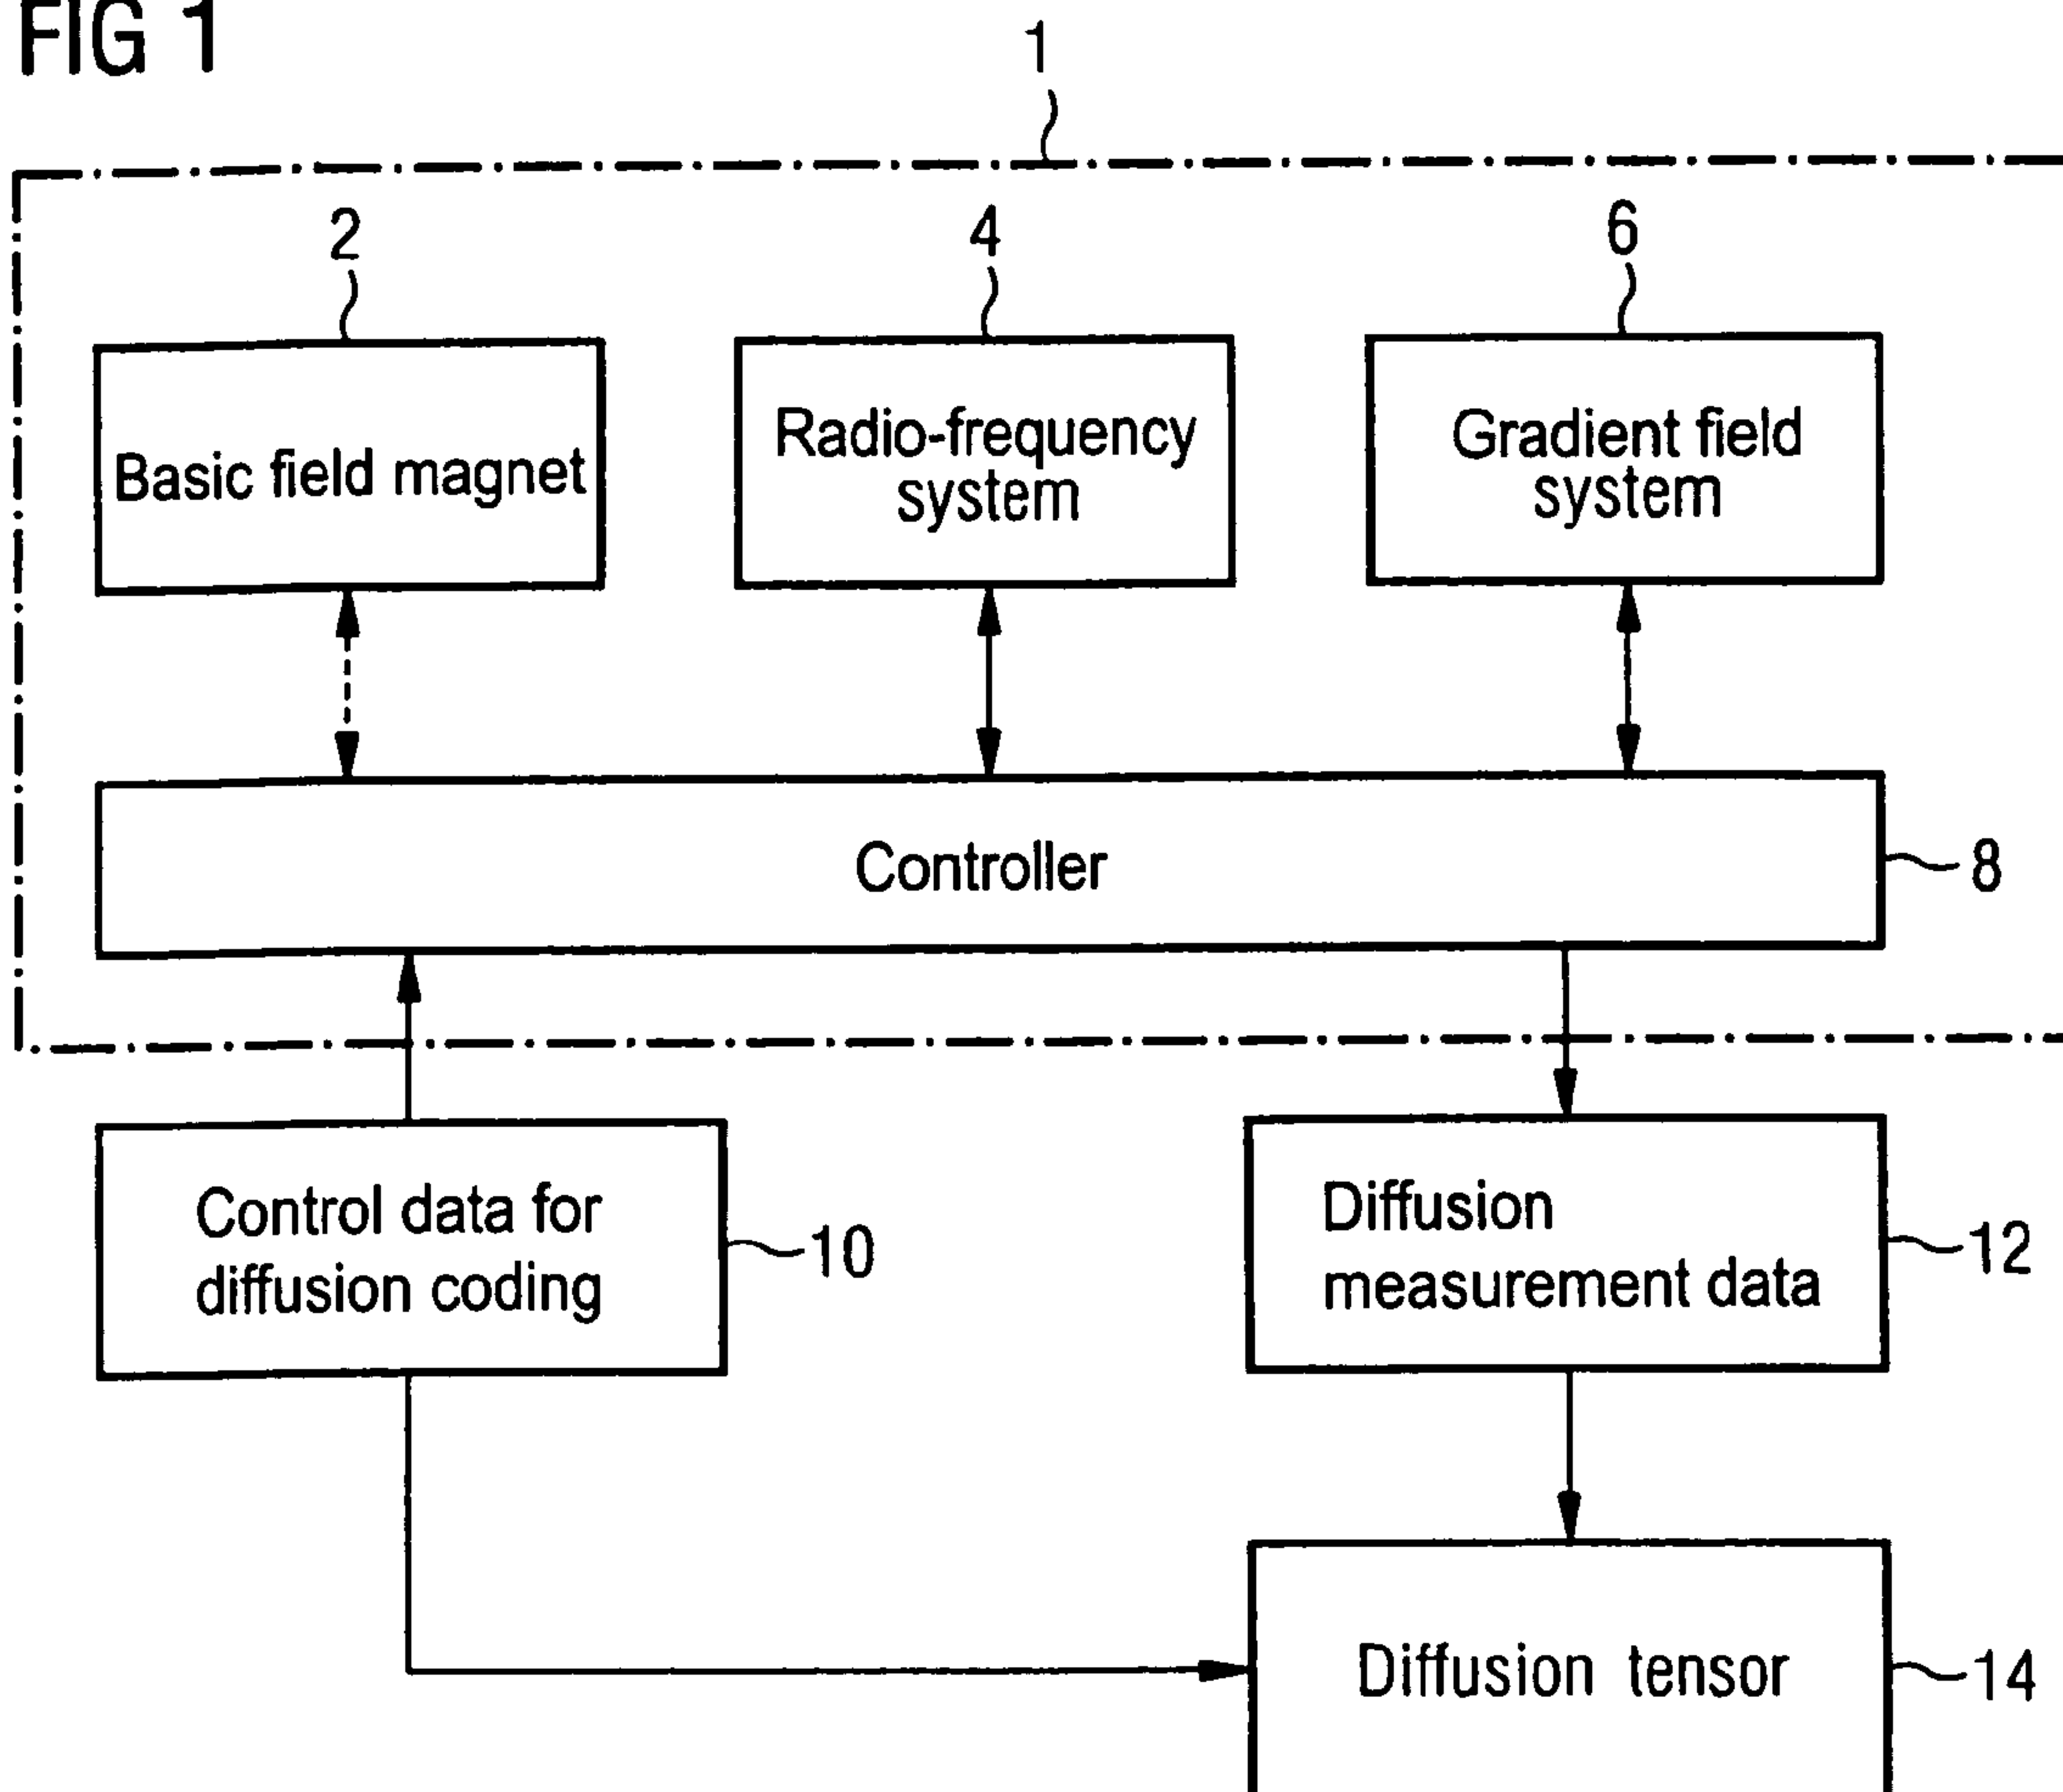 FIG 1
1
2
4
6
Basic field magnet
Radio-frequency
system
Gradient field
system
Controller
8
Control data for
diffusion coding
10
Diffusion
measurement data
12
Diffusion tensor
14